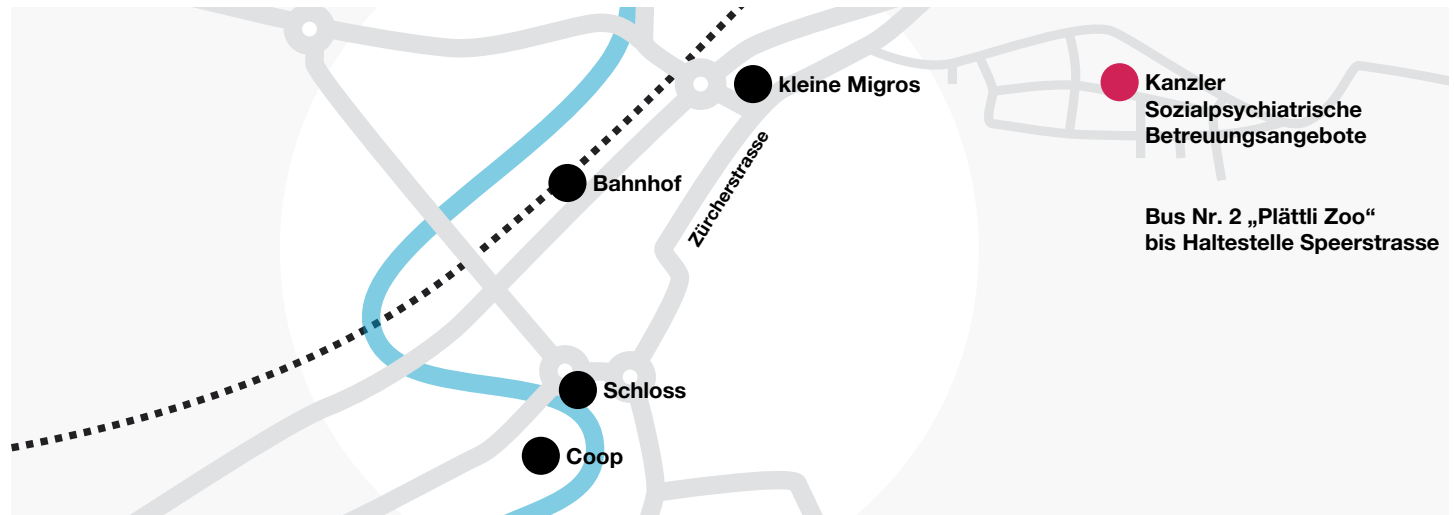 kleine Migros
Kanzler
Sozialpsychiatrische
Betreuungsangebote
Zürcherstrasse
Bahnhof
Bus Nr. 2 „Plättli Zoo“
bis Haltestelle Speerstrasse
Schloss
Coop